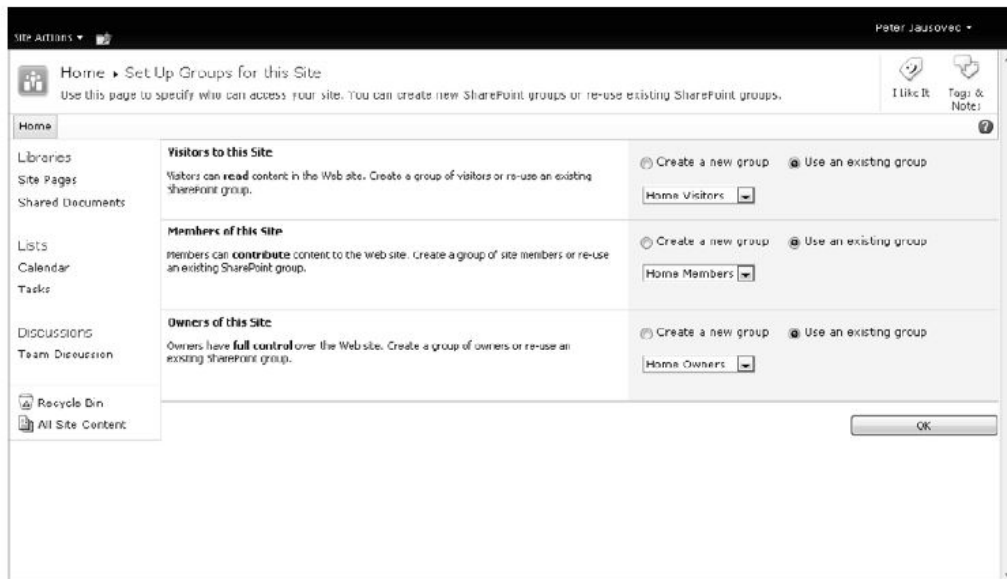 Site Actions
Peter Jausovec
Home ▸ Set Up Groups for this Site
Use this page to specify who can access your site. You can create new SharePoint groups or re-use existing SharePoint groups.
I Like It
Tags &
Notes
Home
Libraries
Site Pages
Shared Documents
Lists
Calendar
Tasks
Discussions
Team Discussion
Recycle Bin
All Site Content
Visitors to this Site
Visitors can read content in the Web site. Create a group of visitors or re-use an existing
SharePoint group.
Create a new group
Use an existing group
Home Visitors
Members of this Site
Members can contribute content to the Web site. Create a group of site members or re-use
an existing SharePoint group.
Create a new group
Use an existing group
Home Members
Owners of this Site
Owners have full control over the Web site. Create a group of owners or re-use an
existing SharePoint group.
Create a new group
Use an existing group
Home Owners
OK